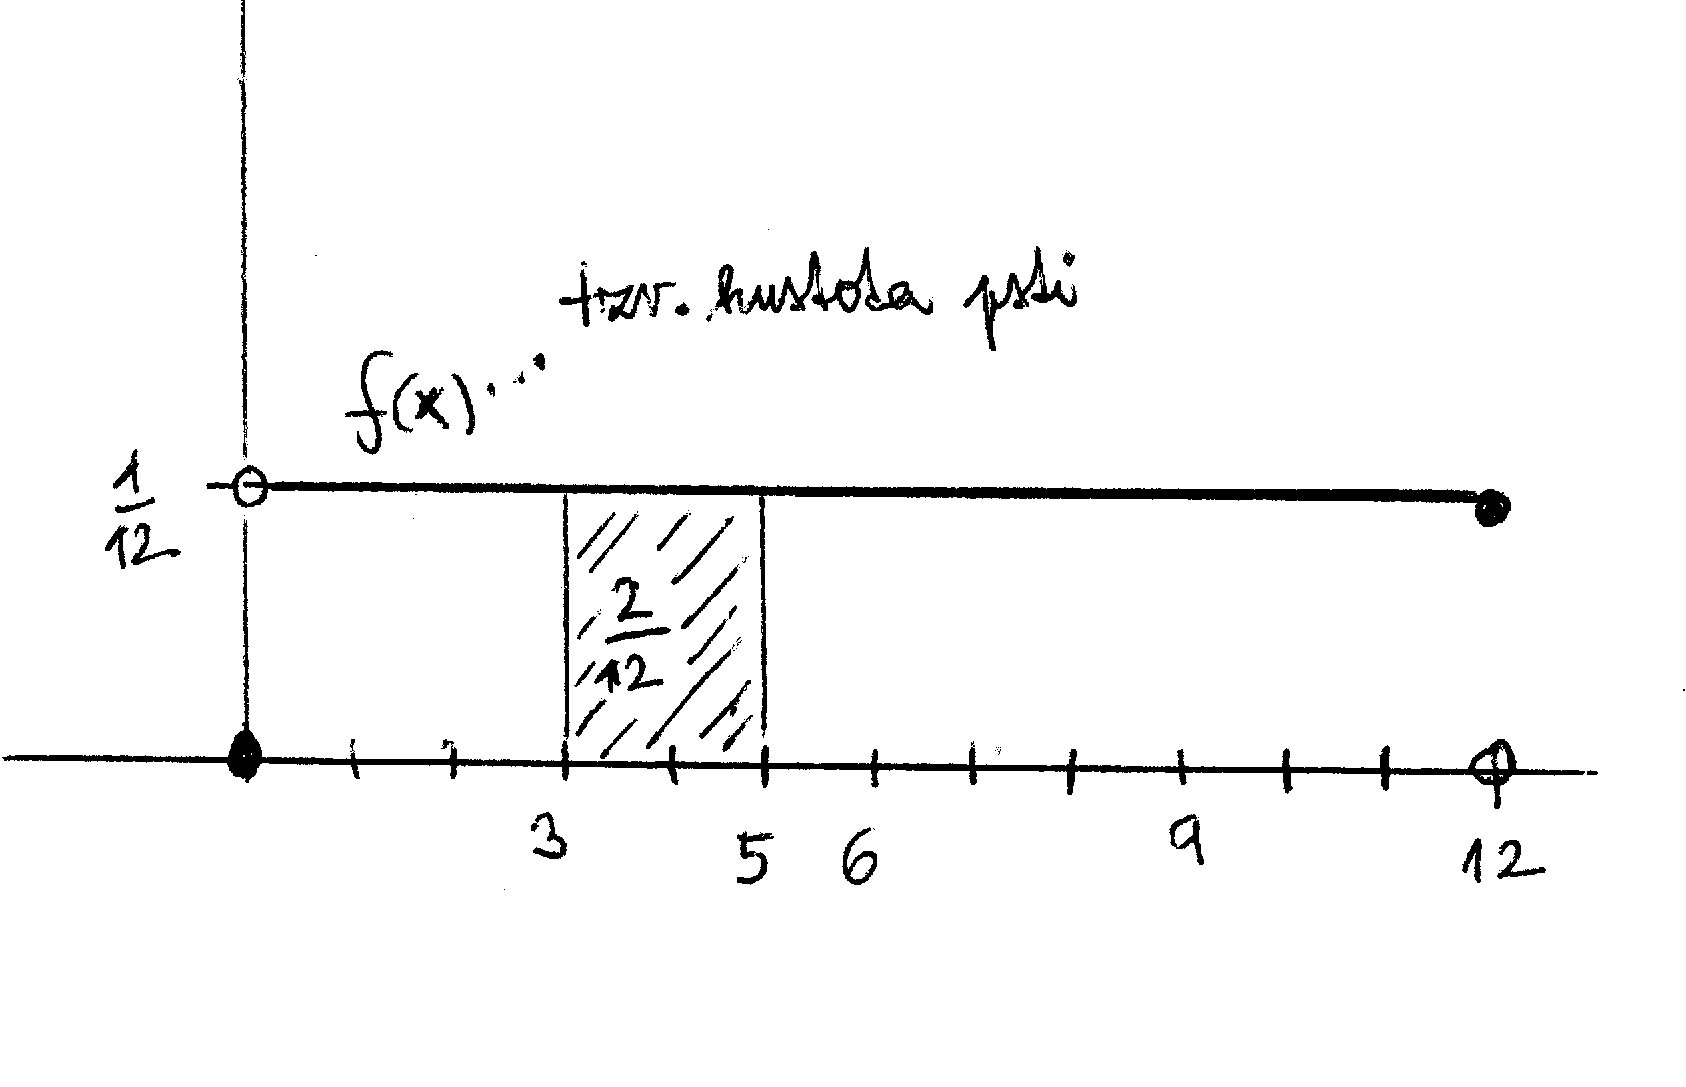 tzv. hustota psti
f(x)...
1/12
2/12
3 5 6 9 12